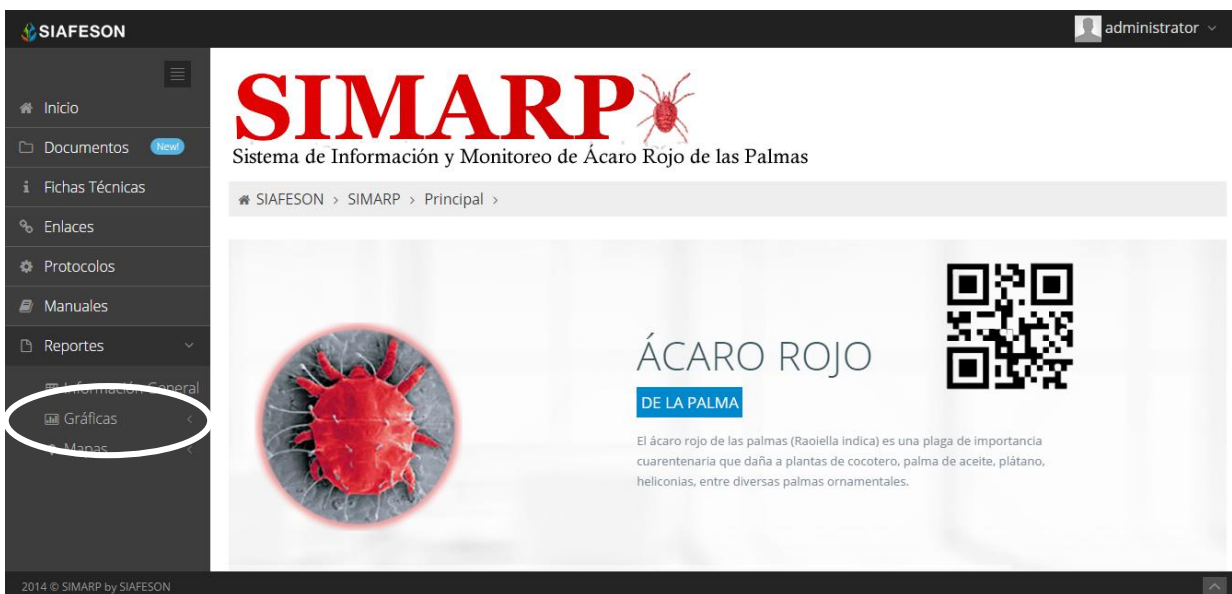 SIAFESON
administrator
Inicio
Documentos New!
Fichas Técnicas
Enlaces
Protocolos
Manuales
Reportes
Información General
Gráficas
Mapas
SIMARP
Sistema de Información y Monitoreo de Ácaro Rojo de las Palmas
SIAFESON > SIMARP > Principal >
ÁCARO ROJO
DE LA PALMA
El ácaro rojo de las palmas (Raoiella indica) es una plaga de importancia
cuarentenaria que daña a plantas de cocotero, palma de aceite, plátano,
heliconias, entre diversas palmas ornamentales.
2014 © SIMARP by SIAFESON